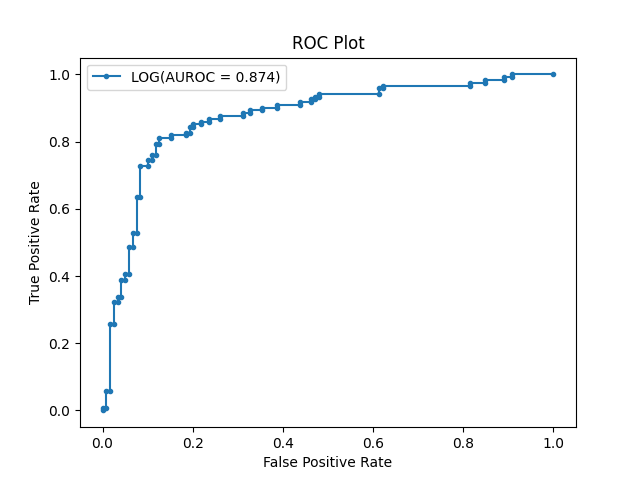 ROC Plot
LOG(AUROC = 0.874)
True Positive Rate
1.0
0.8
0.6
0.4
0.2
0.0
0.0 0.2 0.4 0.6 0.8 1.0
False Positive Rate